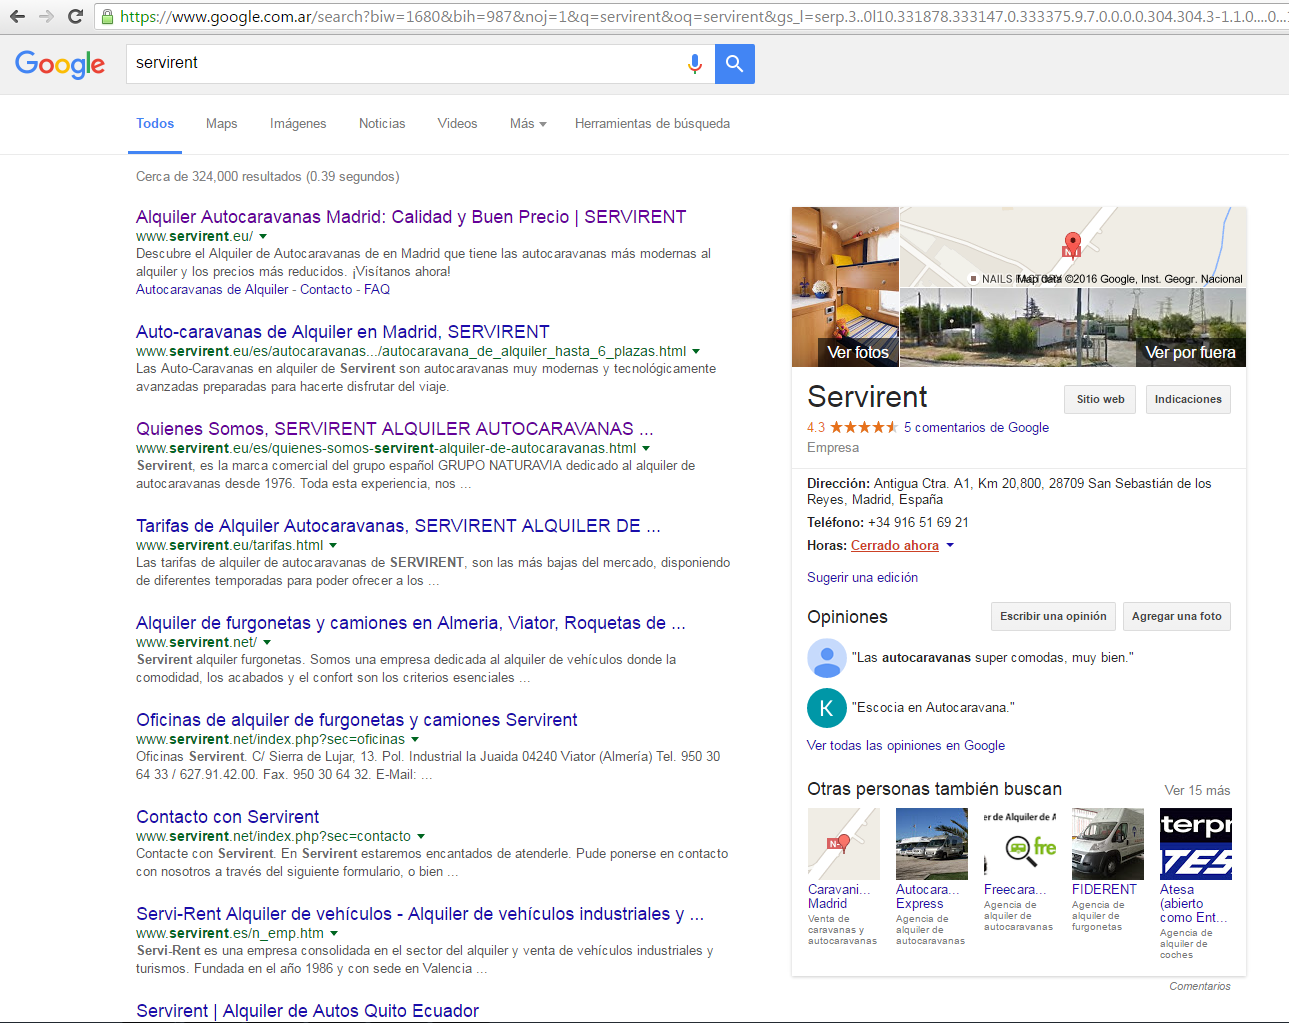 https://www.google.com.ar/search?biw=1680&bih=987&noj=1&q=servirent&oq=servirent&gs_l=serp.3..0l10.331878.333147.0.333375.9.7.0.0.0.0.304.304.3-1.1.0....0...
Google
servirent
Todos Maps Imágenes Noticias Videos Más Herramientas de búsqueda
Cerca de 324,000 resultados (0.39 segundos)
Alquiler Autocaravanas Madrid: Calidad y Buen Precio | SERVIRENT
www.servirent.eu/
Descubre el Alquiler de Autocaravanas de en Madrid que tiene las autocaravanas más modernas al
alquiler y los precios más reducidos. ¡Visítanos ahora!
Autocaravanas de Alquiler - Contacto - FAQ
Auto-caravanas de Alquiler en Madrid, SERVIRENT
www.servirent.eu/es/autocaravanas.../autocaravana_de_alquiler_hasta_6_plazas.html
Las Auto-Caravanas en alquiler de Servirent son autocaravanas muy modernas y tecnológicamente
avanzadas preparadas para hacerte disfrutar del viaje.
Quienes Somos, SERVIRENT ALQUILER AUTOCARAVANAS ...
www.servirent.eu/es/quienes-somos-servirent-alquiler-de-autocaravanas.html
Servirent, es la marca comercial del grupo español GRUPO NATURAVIA dedicado al alquiler de
autocaravanas desde 1976. Toda esta experiencia, nos ...
Tarifas de Alquiler Autocaravanas, SERVIRENT ALQUILER DE ...
www.servirent.eu/tarifas.html
Las tarifas de alquiler de autocaravanas de SERVIRENT, son las más bajas del mercado, disponiendo
de diferentes temporadas para poder ofrecer a los ...
Alquiler de furgonetas y camiones en Almeria, Viator, Roquetas de ...
www.servirent.net/
Servirent alquiler furgonetas. Somos una empresa dedicada al alquiler de vehículos donde la
comodidad, los acabados y el confort son los criterios esenciales ...
Oficinas de alquiler de furgonetas y camiones Servirent
www.servirent.net/index.php?sec=oficinas
Oficinas Servirent. C/ Sierra de Lujar, 13. Pol. Industrial la Juaida 04240 Viator (Almería) Tel. 950 30
64 33 / 627.91.42.00. Fax. 950 30 64 32. E-Mail: ...
Contacto con Servirent
www.servirent.net/index.php?sec=contacto
Contacte con Servirent. En Servirent estaremos encantados de atenderle. Pude ponerse en contacto
con nosotros a través del siguiente formulario, o bien ...
Servi-Rent Alquiler de vehículos - Alquiler de vehículos industriales y ...
www.servirent.es/n_emp.htm
Servi-Rent es una empresa consolidada en el sector del alquiler y venta de vehículos industriales y
turismos. Fundada en el año 1986 y con sede en Valencia ...
Servirent | Alquiler de Autos Quito Ecuador
N-1
NAILS FACTORY Map data ©2016 Google, Inst. Geogr. Nacional
Ver fotos
Ver por fuera
Servirent
Sitio web Indicaciones
4.3 5 comentarios de Google
Empresa
Dirección: Antigua Ctra. A1, Km 20,800, 28709 San Sebastián de los
Reyes, Madrid, España
Teléfono: +34 916 51 69 21
Horas: Cerrado ahora
Sugerir una edición
Opiniones Escribir una opinión Agregar una foto
"Las autocaravanas super comodas, muy bien."
K "Escocia en Autocaravana."
Ver todas las opiniones en Google
Otras personas también buscan Ver 15 más
N-
er de Alquiler de A
fre
terpr
TES
Caravani...
Madrid
Venta de
caravanas y
autocaravanas
Autocara...
Express
Agencia de
alquiler de
autocaravanas
Freecara...
Agencia de
alquiler de
autocaravanas
FIDERENT
Agencia de
alquiler de
furgonetas
Atesa
(abierto
como Ent...
Agencia de
alquiler de
coches
Comentarios